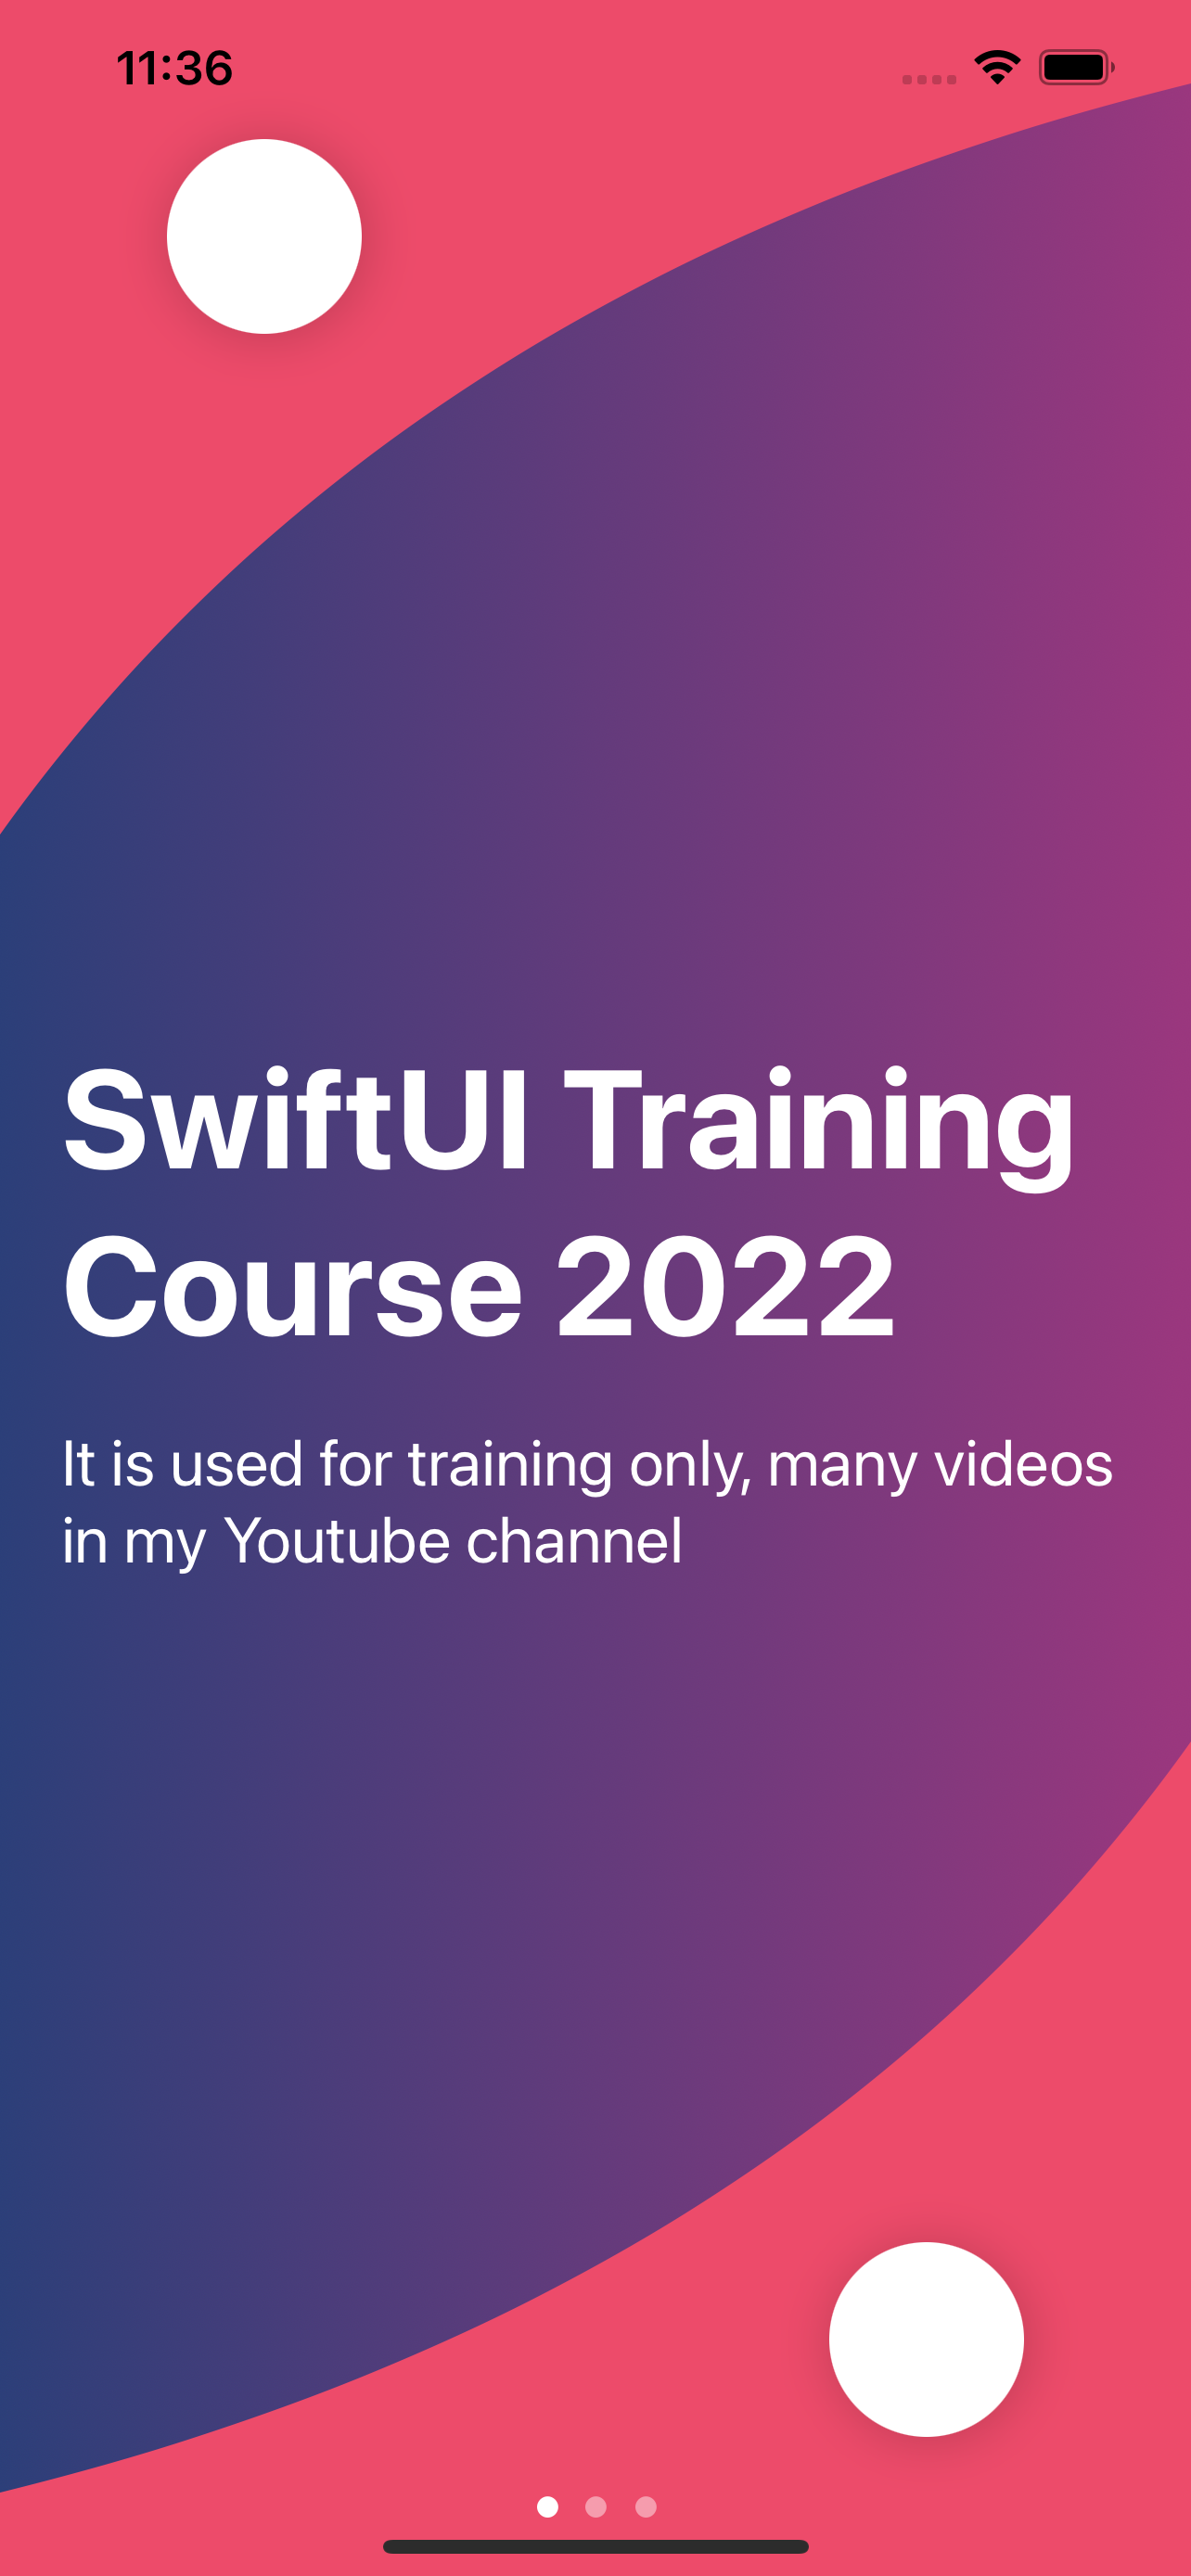 11:36
SwiftUI Training
Course 2022
It is used for training only, many videos
in my Youtube channel